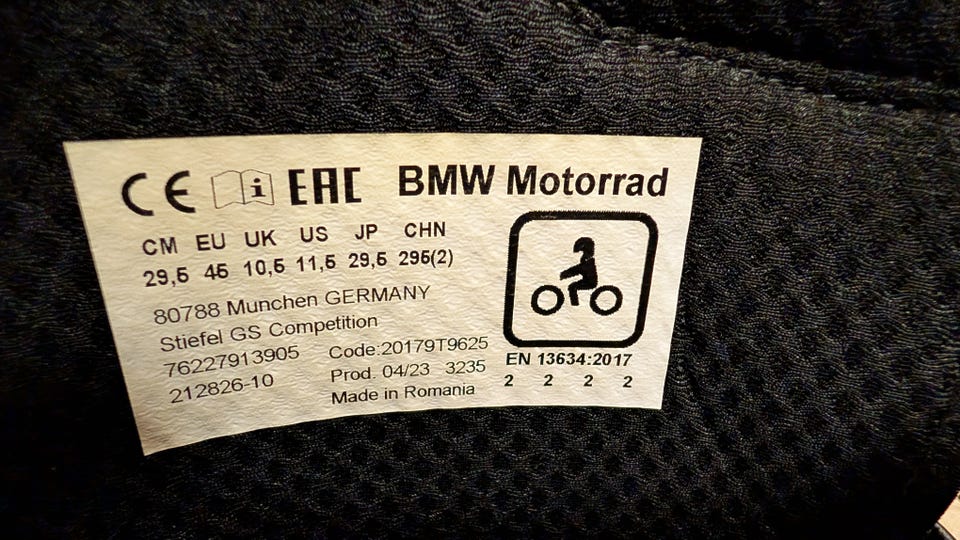 CE i EAC BMW Motorrad
CM EU UK US JP CHN
29,5 45 10,5 11,5 29,5 295(2)
80788 Munchen GERMANY
Stiefel GS Competition
76227913905 Code:20179T9625
212826-10 Prod. 04/23 3235
Made in Romania
EN 13634:2017
2 2 2 2